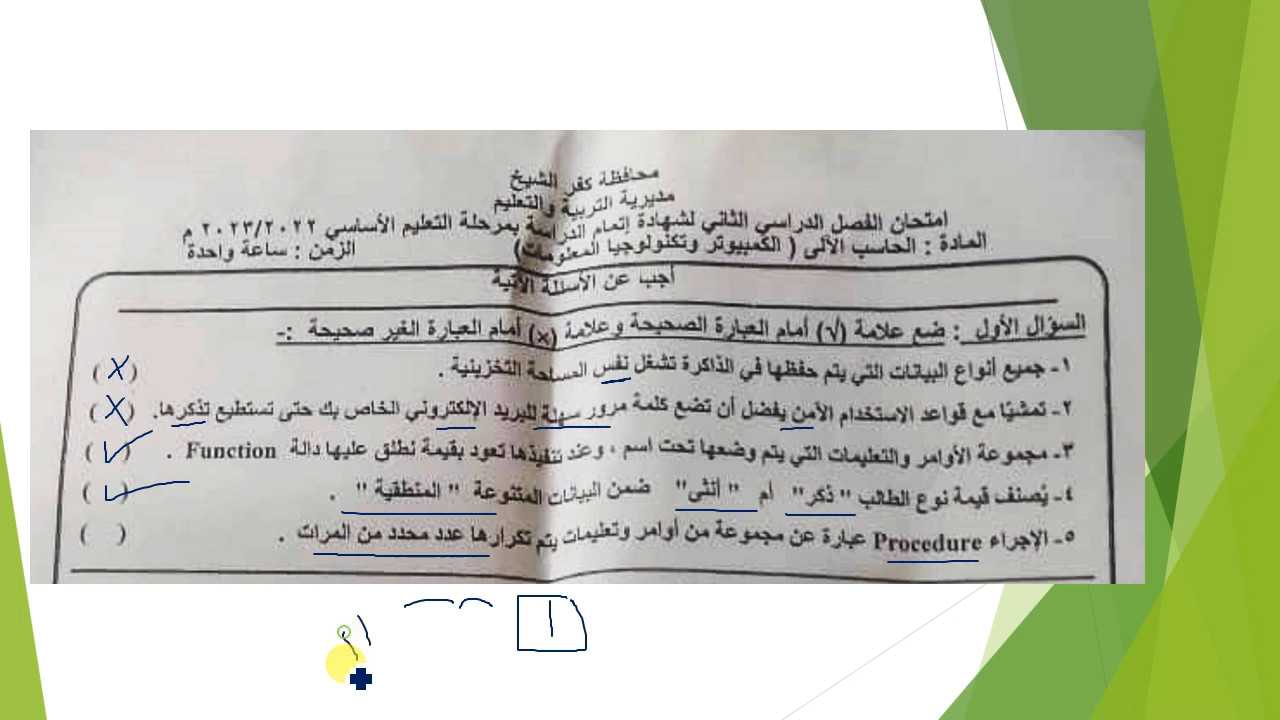 محافظة كفر الشيخ
مديرية التربية والتعليم
امتحان الفصل الدراسي الثاني لشهادة إتمام الدراسة بمرحلة التعليم الأساسي ٢٠٢٣/٢٠٢٢ م
المادة : الحاسب الآلى ( الكمبيوتر وتكنولوجيا المعلومات) الزمن : ساعة واحدة
أجب عن الأسئلة الآتية
السؤال الأول : ضع علامة (√) أمام العبارة الصحيحة وعلامة (×) أمام العبارة الغير صحيحة :-
١- جميع أنواع البيانات التي يتم حفظها في الذاكرة تشغل نفس المساحة التخزينية . (X)
٢- تمشيًا مع قواعد الاستخدام الآمن يفضل أن تضع كلمة مرور سهلة للبريد الإلكتروني الخاص بك حتى تستطيع تذكرها. (X)
٣- مجموعة الأوامر والتعليمات التي يتم وضعها تحت اسم ، وعند تنفيذها تعود بقيمة نطلق عليها دالة Function . (✓)
٤- يُصنف قيمة نوع الطالب " ذكر" أم " أنثى" ضمن البيانات المتنوعة " المنطقية " . (✓)
٥- الإجراء Procedure عبارة عن مجموعة من أوامر وتعليمات يتم تكرارها عدد محدد من المرات . ( )